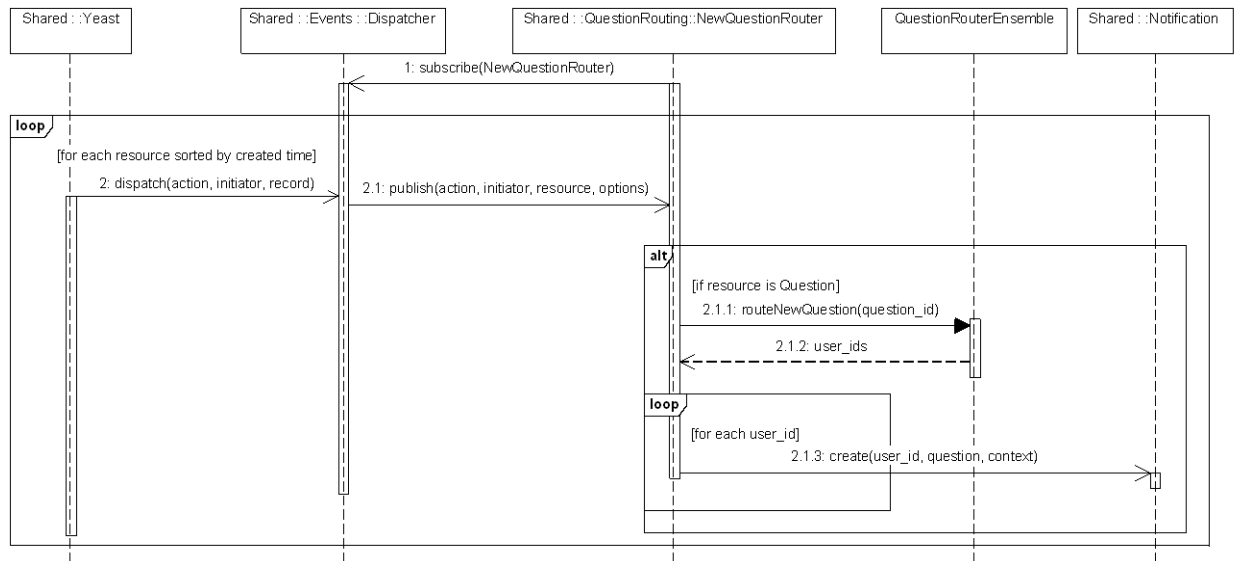 Shared : :Yeast
Shared : :Events : :Dispatcher
Shared : :QuestionRouting::NewQuestionRouter
QuestionRouterEnsemble
Shared : :Notification
1: subscribe(NewQuestionRouter)
loop
[for each resource sorted by created time]
2: dispatch(action, initiator, record)
2.1: publish(action, initiator, resource, options)
alt
[if resource is Question]
2.1.1: routeNewQuestion(question_id)
2.1.2: user_ids
loop
[for each user_id]
2.1.3: create(user_id, question, context)